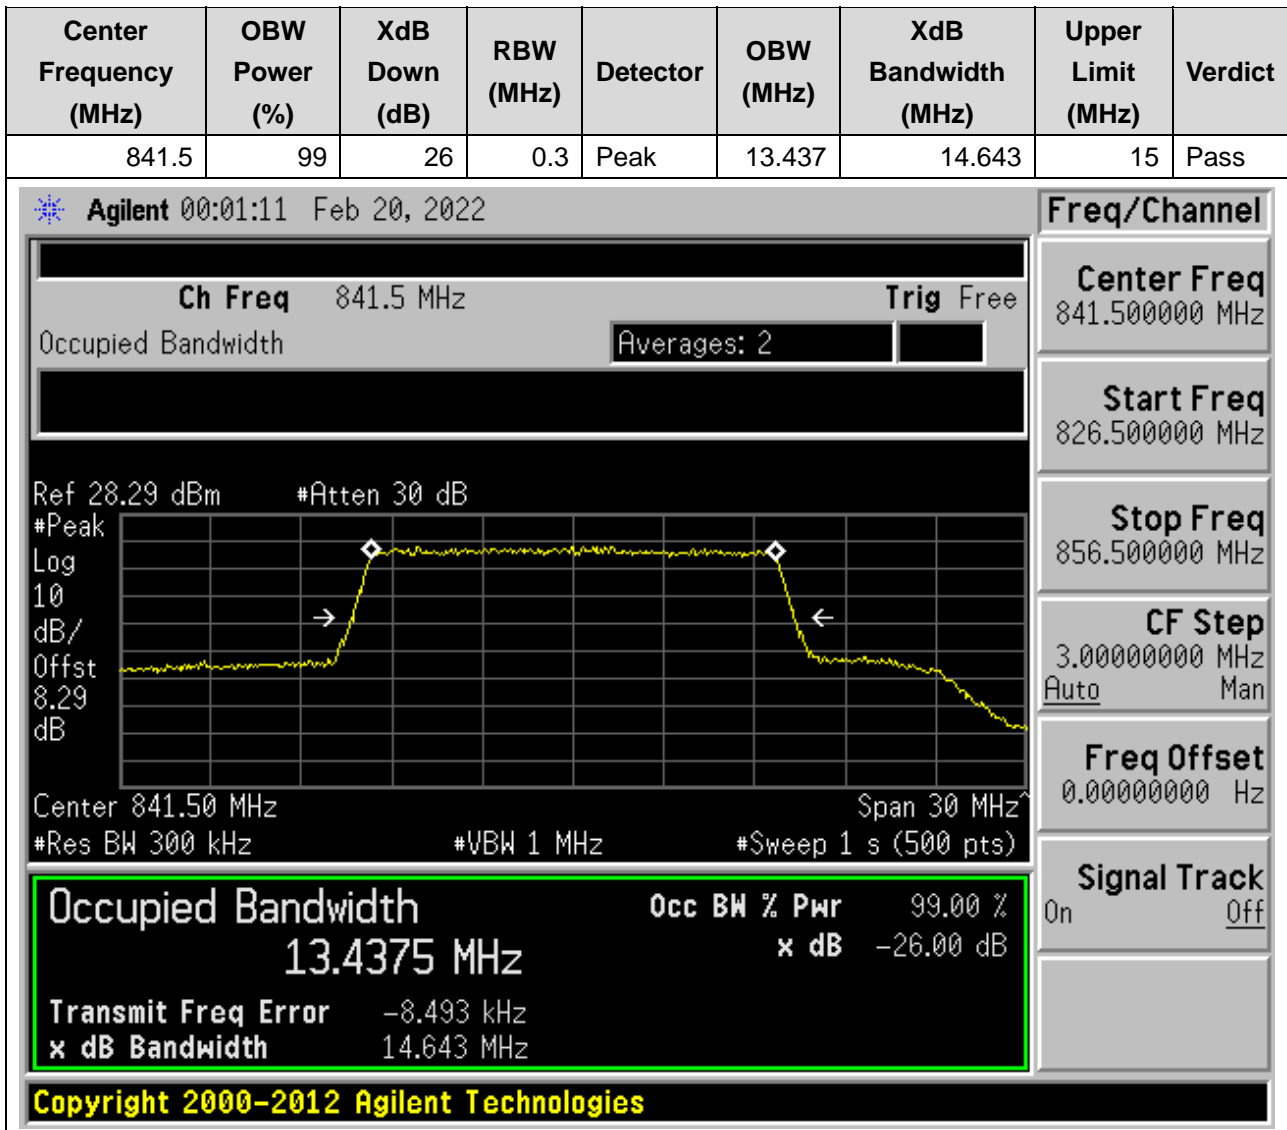 Center Frequency (MHz) OBW Power (%) XdB Down (dB) RBW (MHz) Detector OBW (MHz) XdB Bandwidth (MHz) Upper Limit (MHz) Verdict
841.5 99 26 0.3 Peak 13.437 14.643 15 Pass
Agilent 00:01:11 Feb 20, 2022
Freq/Channel
Ch Freq 841.5 MHz Trig Free
Occupied Bandwidth Averages: 2
Ref 28.29 dBm #Atten 30 dB
#Peak
Log
10
dB/
Offst
8.29
dB
Center 841.50 MHz Span 30 MHz^
#Res BW 300 kHz #VBW 1 MHz #Sweep 1 s (500 pts)
Occupied Bandwidth Occ BW % Pwr 99.00 %
13.4375 MHz x dB -26.00 dB
Transmit Freq Error -8.493 kHz
x dB Bandwidth 14.643 MHz
Center Freq
841.500000 MHz
Start Freq
826.500000 MHz
Stop Freq
856.500000 MHz
CF Step
3.00000000 MHz
Auto Man
Freq Offset
0.00000000 Hz
Signal Track
On Off
Copyright 2000-2012 Agilent Technologies